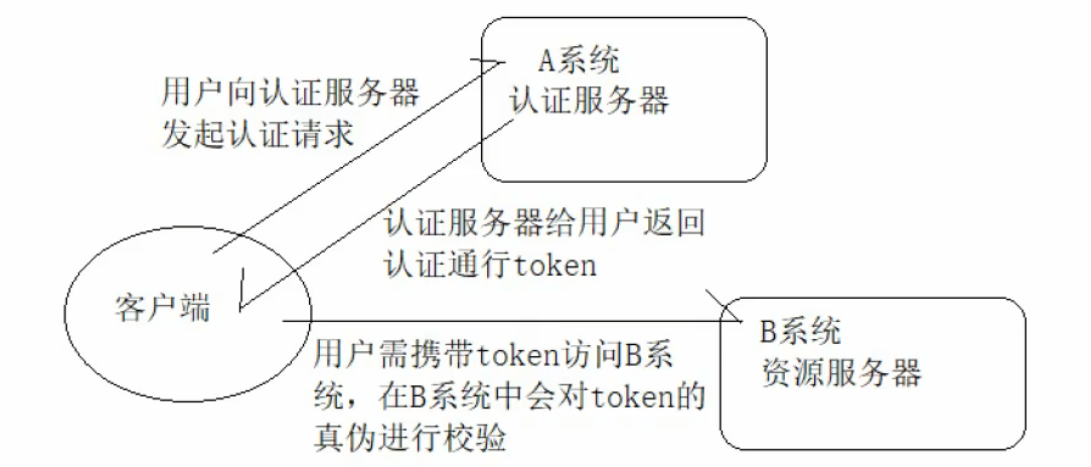 用户向认证服务器
发起认证请求
A系统
认证服务器
认证服务器给用户返回
认证通行token
客户端
用户需携带token访问B系
统，在B系统中会对token的
真伪进行校验
B系统
资源服务器